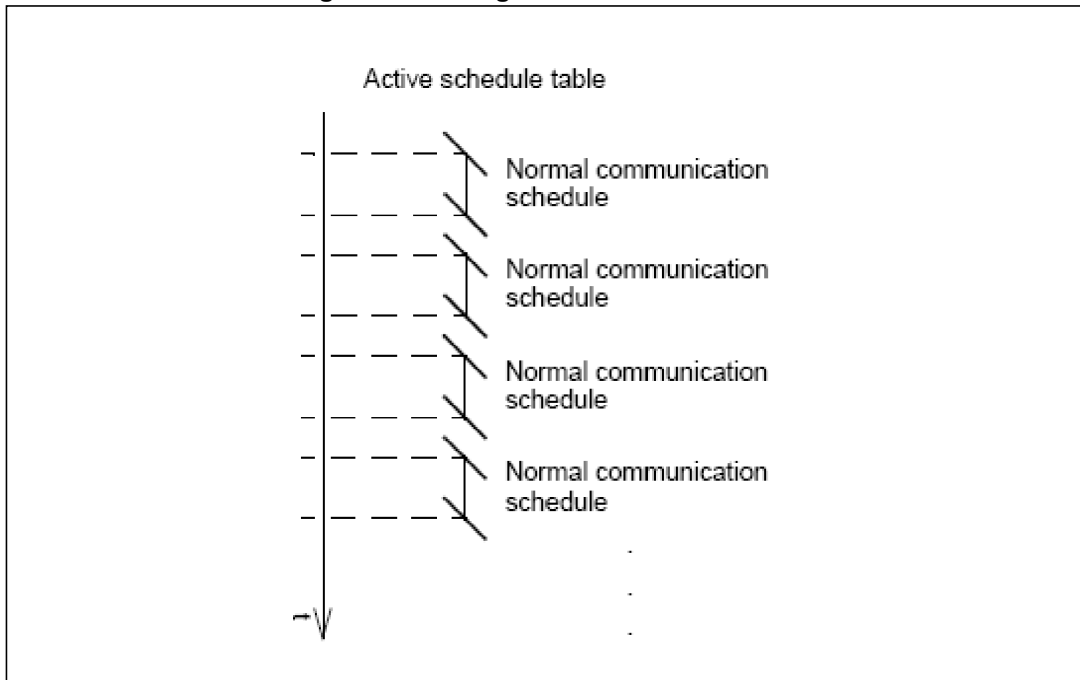 Active schedule table
Normal communication
schedule
Normal communication
schedule
Normal communication
schedule
Normal communication
schedule
.
.
.
t